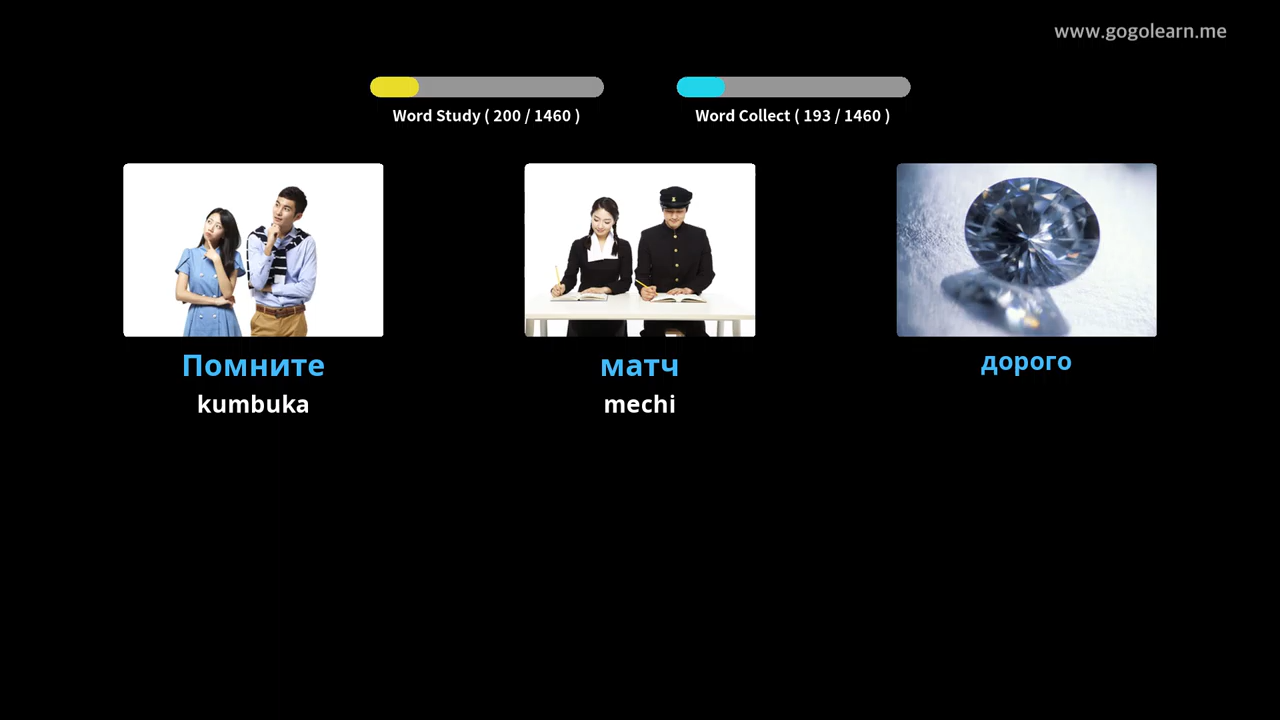 www.gogolearn.me
Word Study ( 200 / 1460 )
Word Collect ( 193 / 1460 )
Помните
kumbuka
матч
mechi
дорого